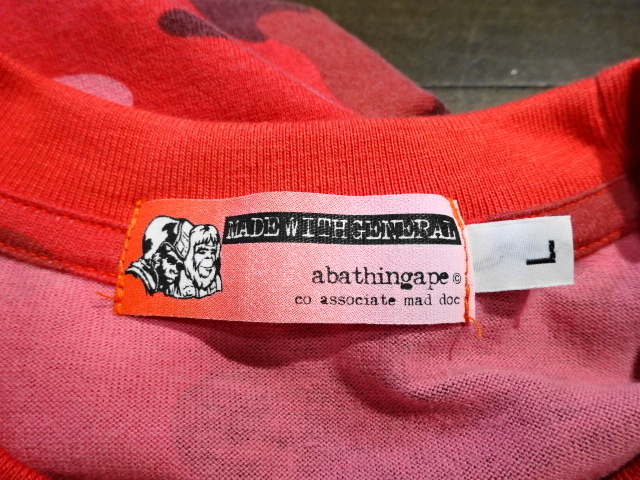 MADE WITH GENERAL
abathingape©
co associate mad doc
L